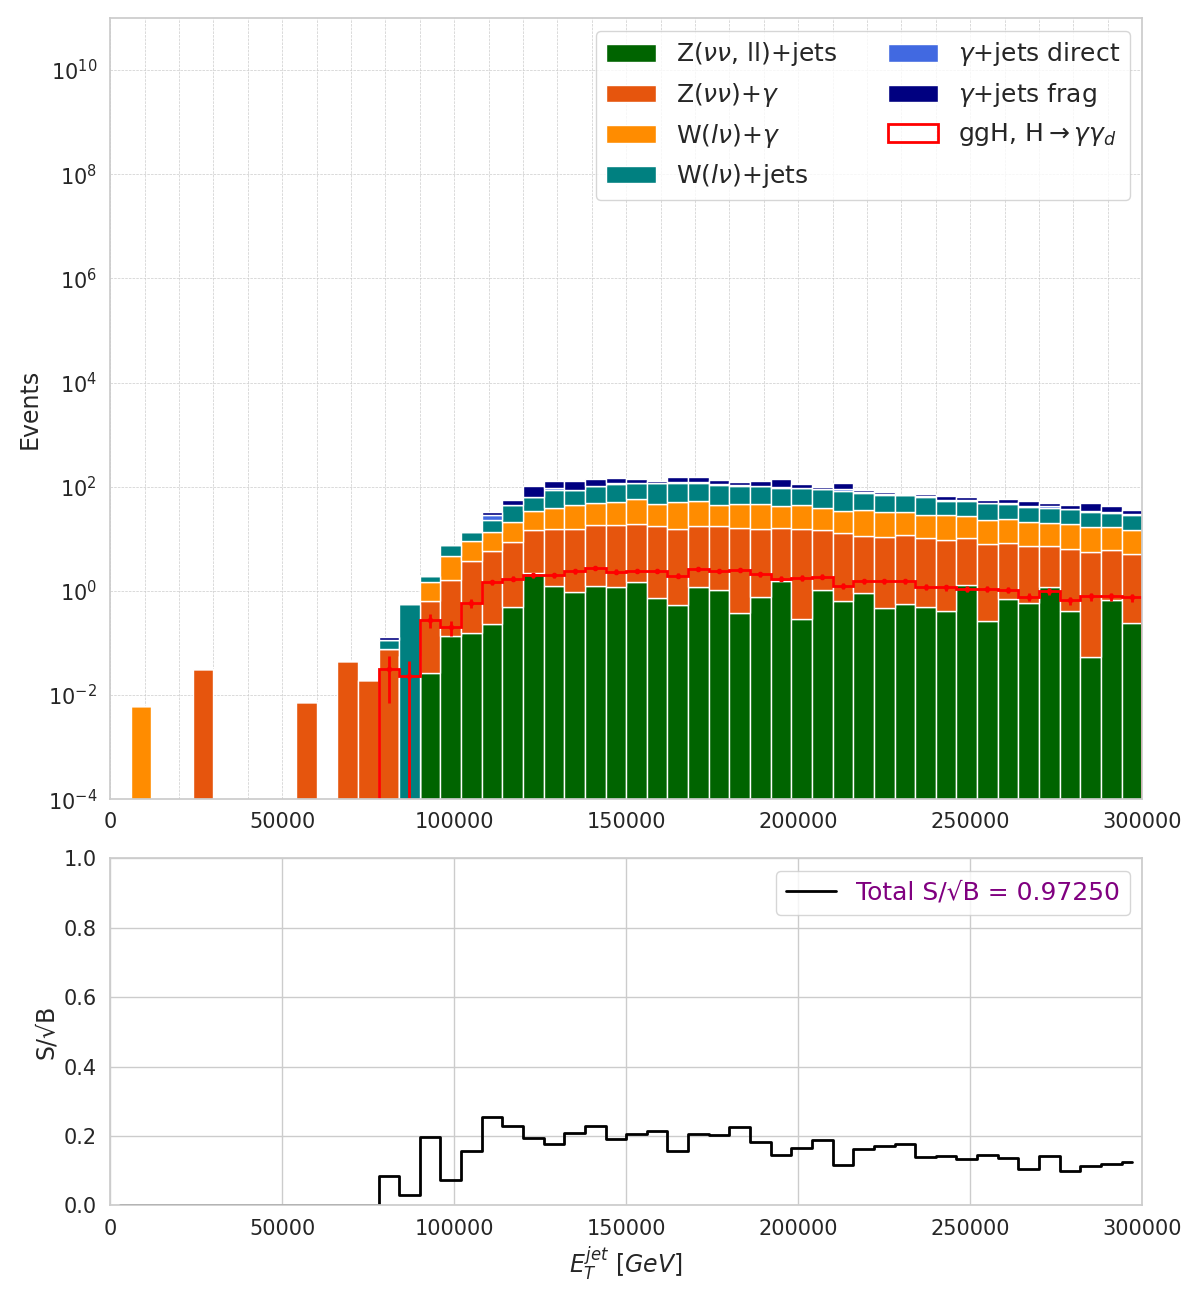 Z(νν, ll)+jets
Z(νν)+γ
W(lν)+γ
W(lν)+jets
γ+jets direct
γ+jets frag
ggH, H→γγ_d
Events
10^10
10^8
10^6
10^4
10^2
10^0
10^−2
10^−4
0 50000 100000 150000 200000 250000 300000
Total S/√B = 0.97250
S/√B
1.0
0.8
0.6
0.4
0.2
0.0
0 50000 100000 150000 200000 250000 300000
E_T^jet [GeV]